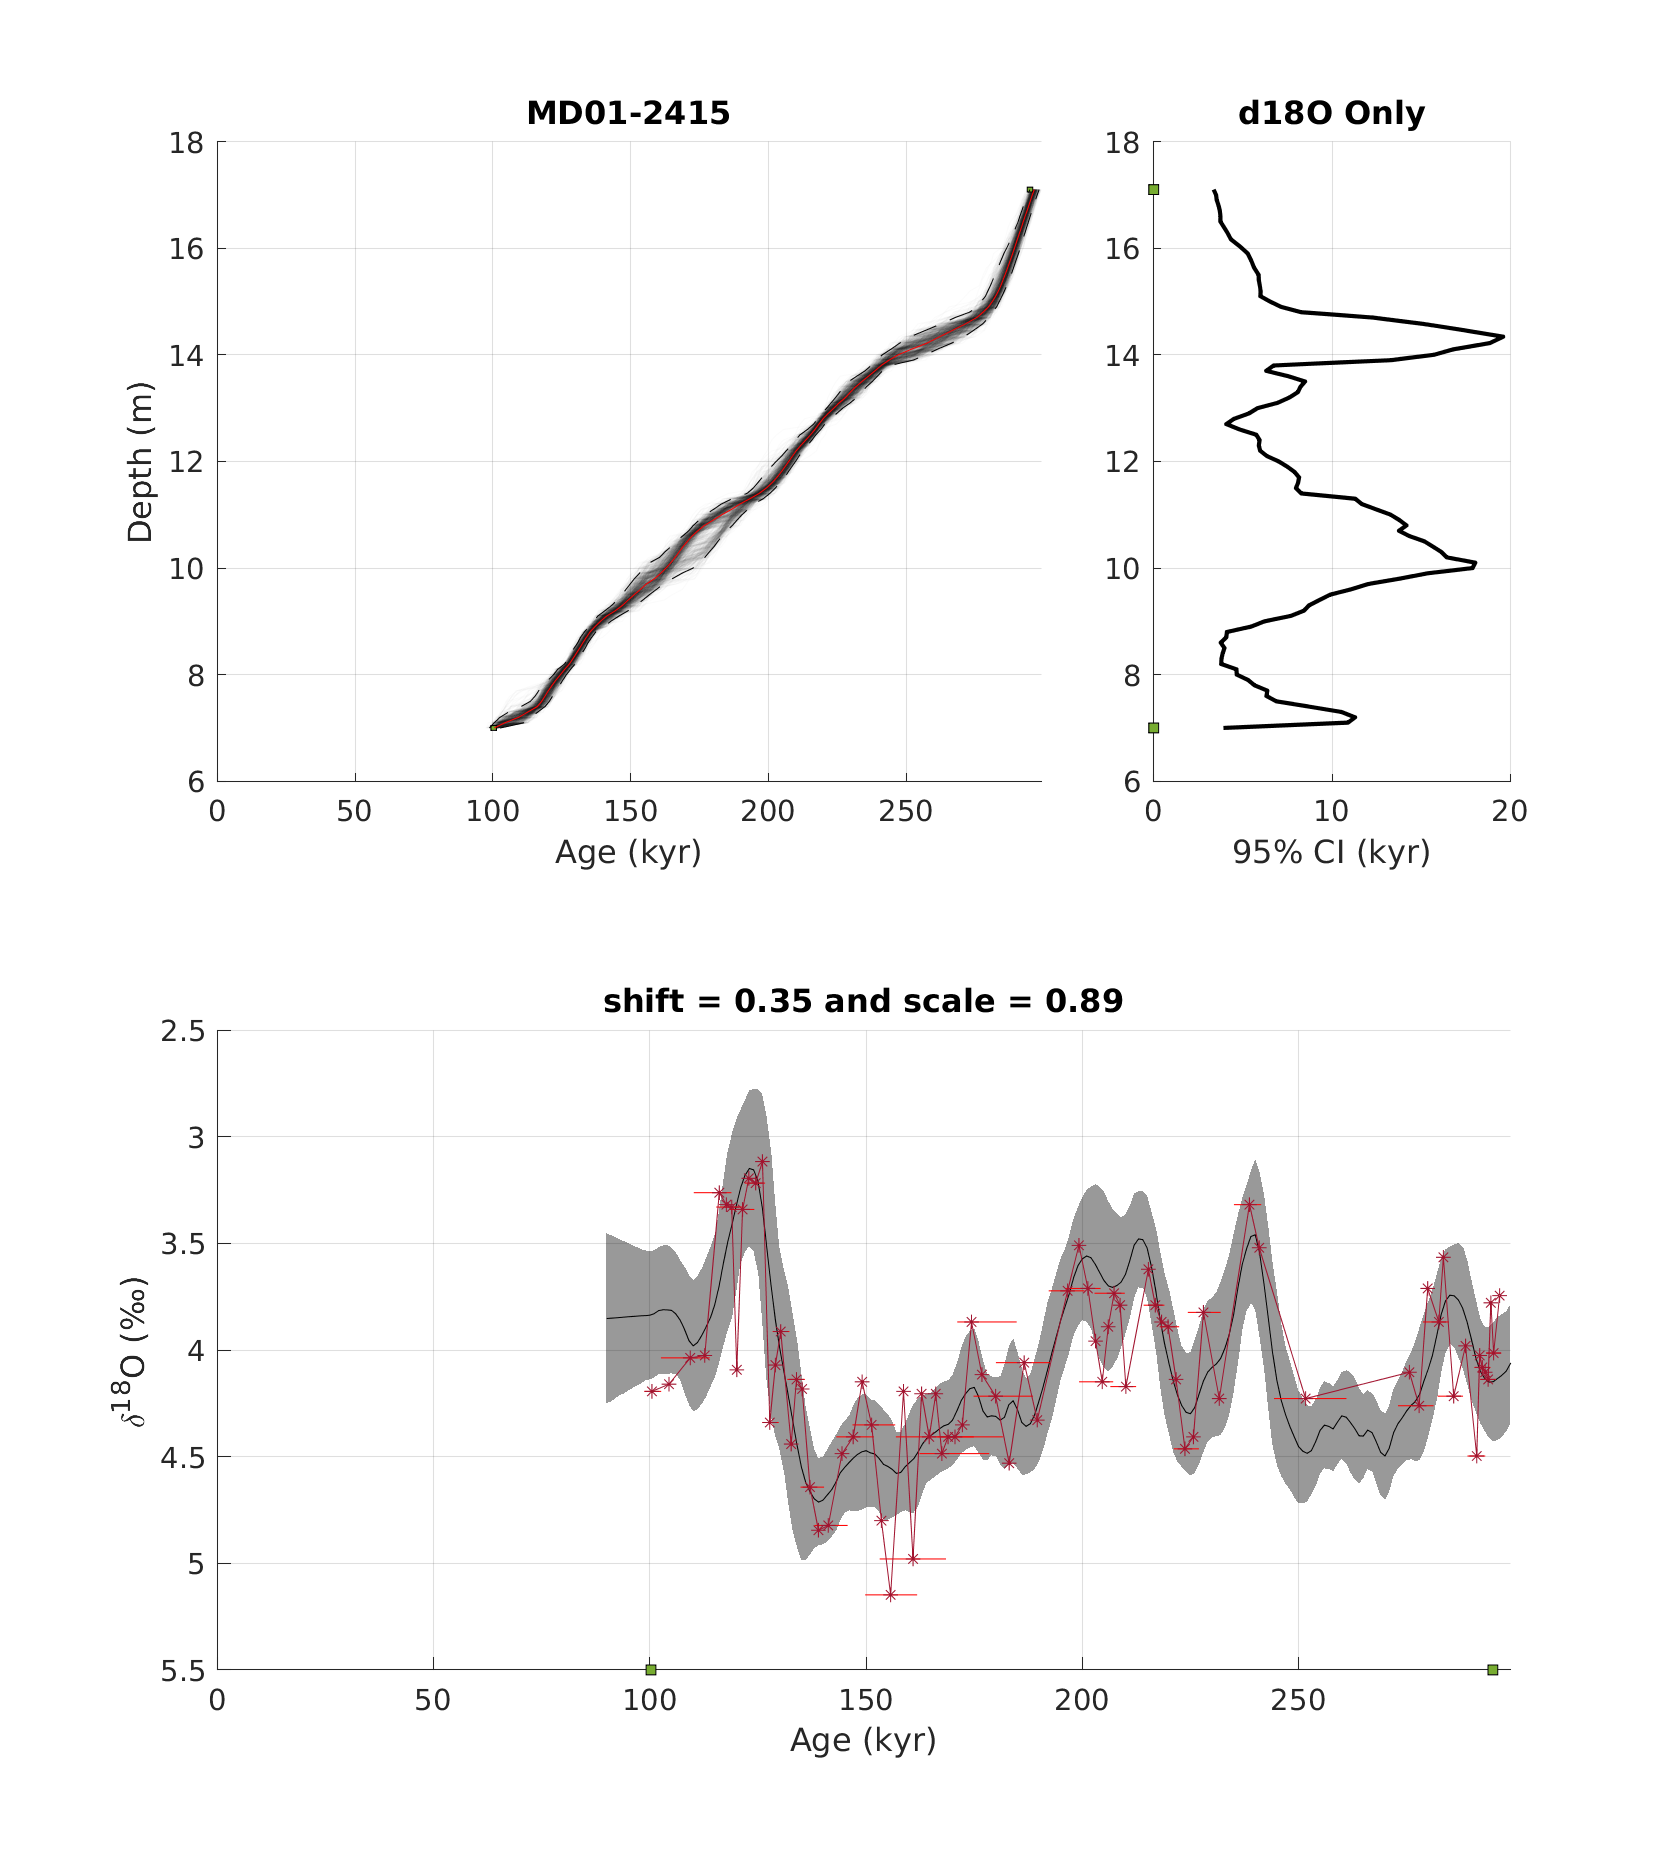 MD01-2415
d18O Only
18
16
14
12
10
8
6
Depth (m)
0 50 100 150 200 250
Age (kyr)
18
16
14
12
10
8
6
0 10 20
95% CI (kyr)
shift = 0.35 and scale = 0.89
2.5
3
3.5
4
4.5
5
5.5
δ18O (‰)
0 50 100 150 200 250
Age (kyr)